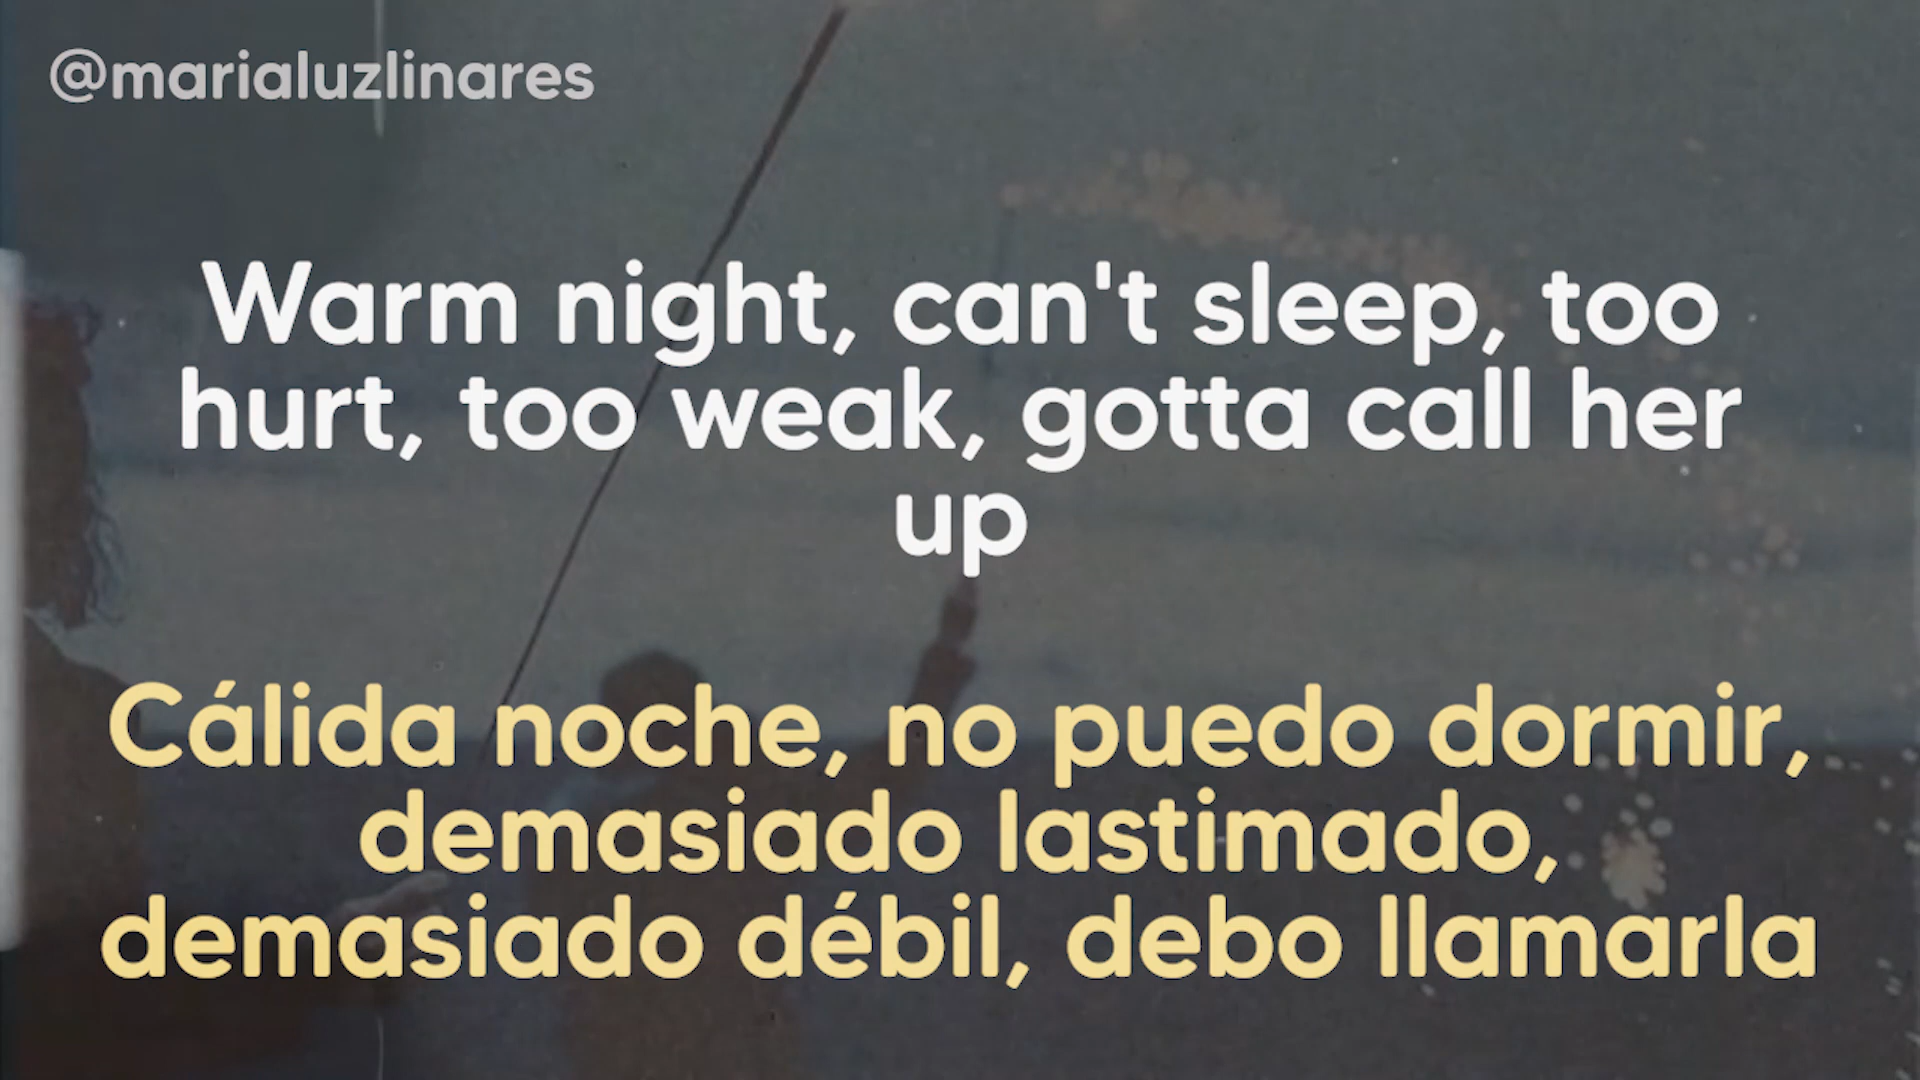 @marialuzlinares
Warm night, can't sleep, too
hurt, too weak, gotta call her
up
Cálida noche, no puedo dormir,
demasiado lastimado,
demasiado débil, debo llamarla